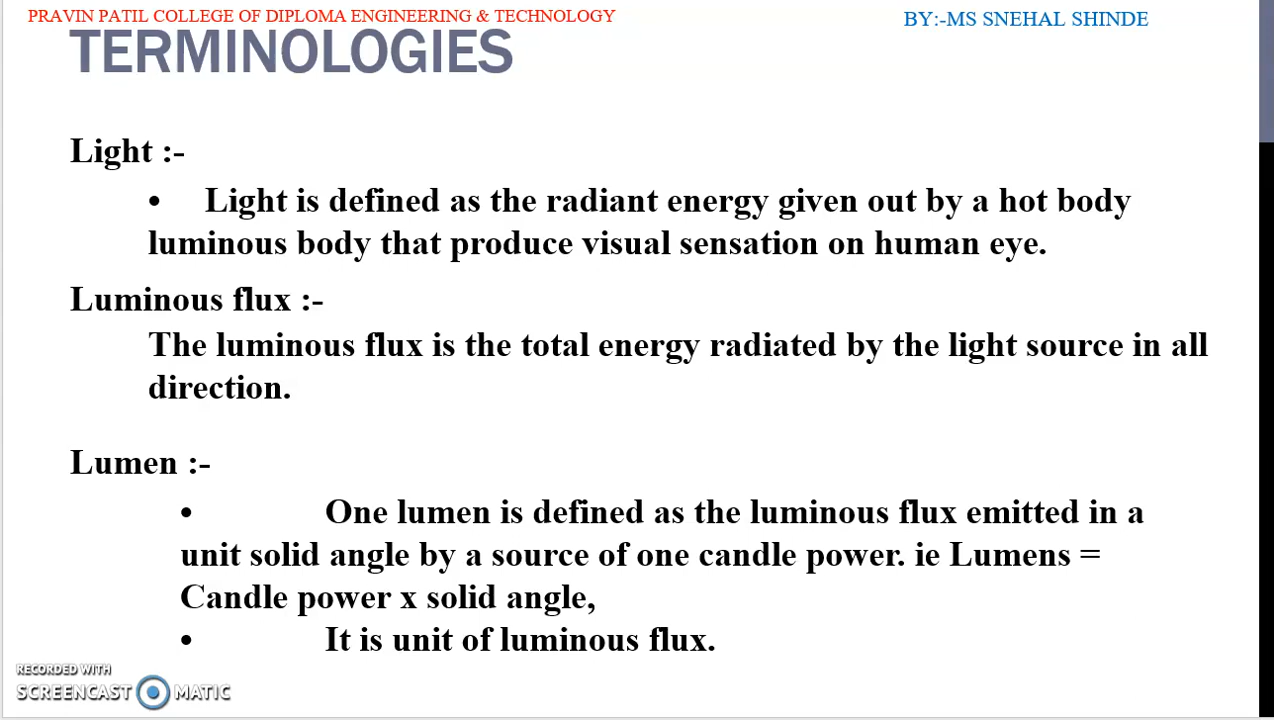 PRAVIN PATIL COLLEGE OF DIPLOMA ENGINEERING & TECHNOLOGY
BY:-MS SNEHAL SHINDE
TERMINOLOGIES
Light :-
• Light is defined as the radiant energy given out by a hot body
luminous body that produce visual sensation on human eye.
Luminous flux :-
The luminous flux is the total energy radiated by the light source in all
direction.
Lumen :-
• One lumen is defined as the luminous flux emitted in a
unit solid angle by a source of one candle power. ie Lumens =
Candle power x solid angle,
• It is unit of luminous flux.
RECORDED WITH
SCREENCAST MATIC